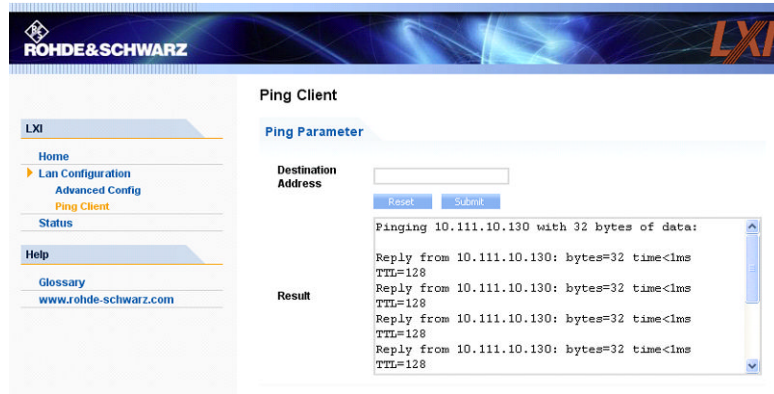 ROHDE&SCHWARZ
LXI
Ping Client
LXI
Home
Lan Configuration
Advanced Config
Ping Client
Status
Help
Glossary
www.rohde-schwarz.com
Ping Parameter
Destination
Address
Reset
Submit
Result
Pinging 10.111.10.130 with 32 bytes of data:
Reply from 10.111.10.130: bytes=32 time<1ms
TTL=128
Reply from 10.111.10.130: bytes=32 time<1ms
TTL=128
Reply from 10.111.10.130: bytes=32 time<1ms
TTL=128
Reply from 10.111.10.130: bytes=32 time<1ms
TTL=128